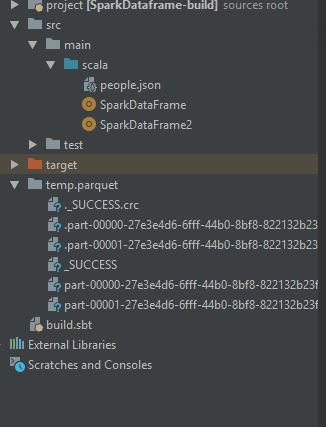 project [SparkDataframe-build] sources root
src
main
scala
people.json
SparkDataFrame
SparkDataFrame2
test
target
temp.parquet
._SUCCESS.crc
.part-00000-27e3e4d6-6fff-44b0-8bf8-822132b23
.part-00001-27e3e4d6-6fff-44b0-8bf8-822132b23
_SUCCESS
part-00000-27e3e4d6-6fff-44b0-8bf8-822132b23f
part-00001-27e3e4d6-6fff-44b0-8bf8-822132b23f
build.sbt
External Libraries
Scratches and Consoles